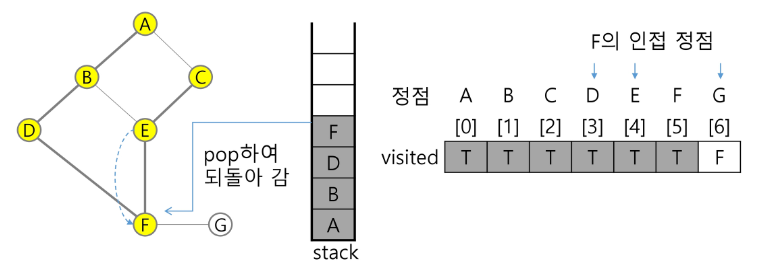 A
B
C
D
E
F
G
pop하여
되돌아 감
F
D
B
A
stack
F의 인접 정점
정점 A B C D E F G
[0] [1] [2] [3] [4] [5] [6]
visited T T T T T T F